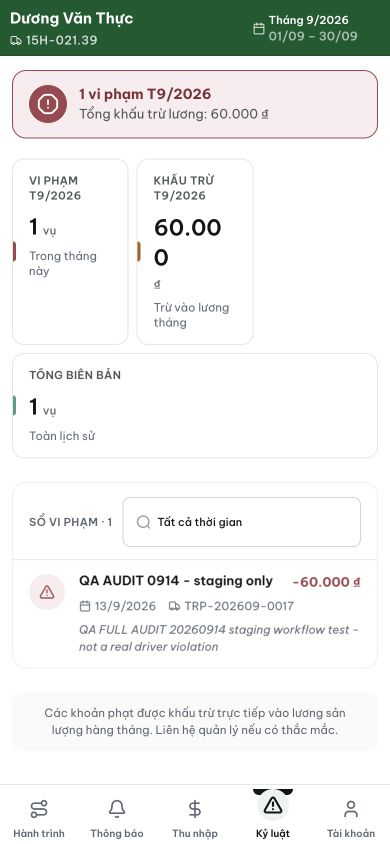 Dương Văn Thực
15H-021.39
Tháng 9/2026
01/09 – 30/09
1 vi phạm T9/2026
Tổng khấu trừ lương: 60.000 ₫
VI PHẠM
T9/2026
1 vụ
Trong tháng
này
KHẤU TRỪ
T9/2026
60.00
0
₫
Trừ vào lương
tháng
TỔNG BIÊN BẢN
1 vụ
Toàn lịch sử
SỔ VI PHẠM · 1
Tất cả thời gian
QA AUDIT 0914 - staging only
-60.000 ₫
13/9/2026 TRP-202609-0017
QA FULL AUDIT 20260914 staging workflow test -
not a real driver violation
Các khoản phạt được khấu trừ trực tiếp vào lương sản
lượng hàng tháng. Liên hệ quản lý nếu có thắc mắc.
Hành trình
Thông báo
Thu nhập
Kỷ luật
Tài khoản